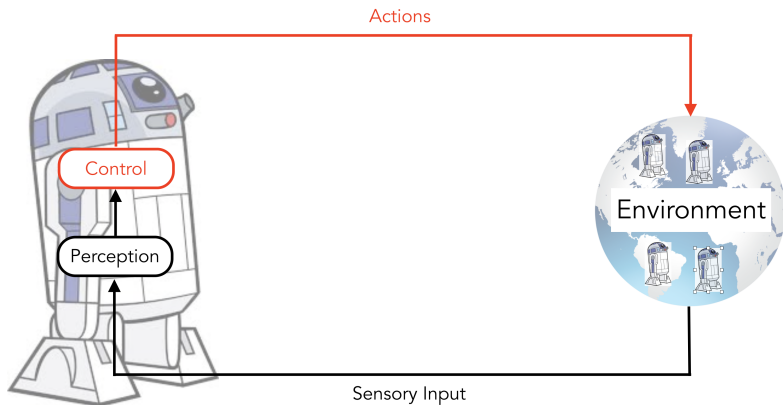 Actions
Control
Environment
Perception
Sensory Input